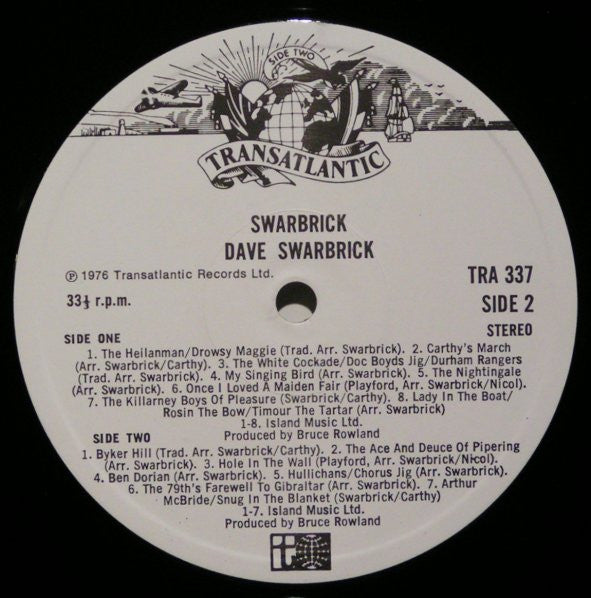 SIDE TWO
TRANSATLANTIC
SWARBRICK
DAVE SWARBRICK
℗ 1976 Transatlantic Records Ltd.
TRA 337
33⅓ r.p.m.
SIDE 2
STEREO
SIDE ONE
1. The Heilanman/Drowsy Maggie (Trad. Arr. Swarbrick). 2. Carthy's March
(Arr. Swarbrick/Carthy). 3. The White Cockade/Doc Boyds Jig/Durham Rangers
(Trad. Arr. Swarbrick). 4. My Singing Bird (Arr. Swarbrick). 5. The Nightingale
(Arr. Swarbrick). 6. Once I Loved A Maiden Fair (Playford, Arr. Swarbrick/Nicol).
7. The Killarney Boys Of Pleasure (Swarbrick/Carthy). 8. Lady In The Boat/
Rosin The Bow/Timour The Tartar (Arr. Swarbrick)
1-8. Island Music Ltd.
Produced by Bruce Rowland
SIDE TWO
1. Byker Hill (Trad. Arr. Swarbrick/Carthy). 2. The Ace And Deuce Of Pipering
(Arr. Swarbrick). 3. Hole In The Wall (Playford, Arr. Swarbrick/Nicol).
4. Ben Dorian (Arr. Swarbrick). 5. Hullichans/Chorus Jig (Arr. Swarbrick).
6. The 79th's Farewell To Gibraltar (Arr. Swarbrick). 7. Arthur
McBride/Snug In The Blanket (Swarbrick/Carthy)
1-7. Island Music Ltd.
Produced by Bruce Rowland
it